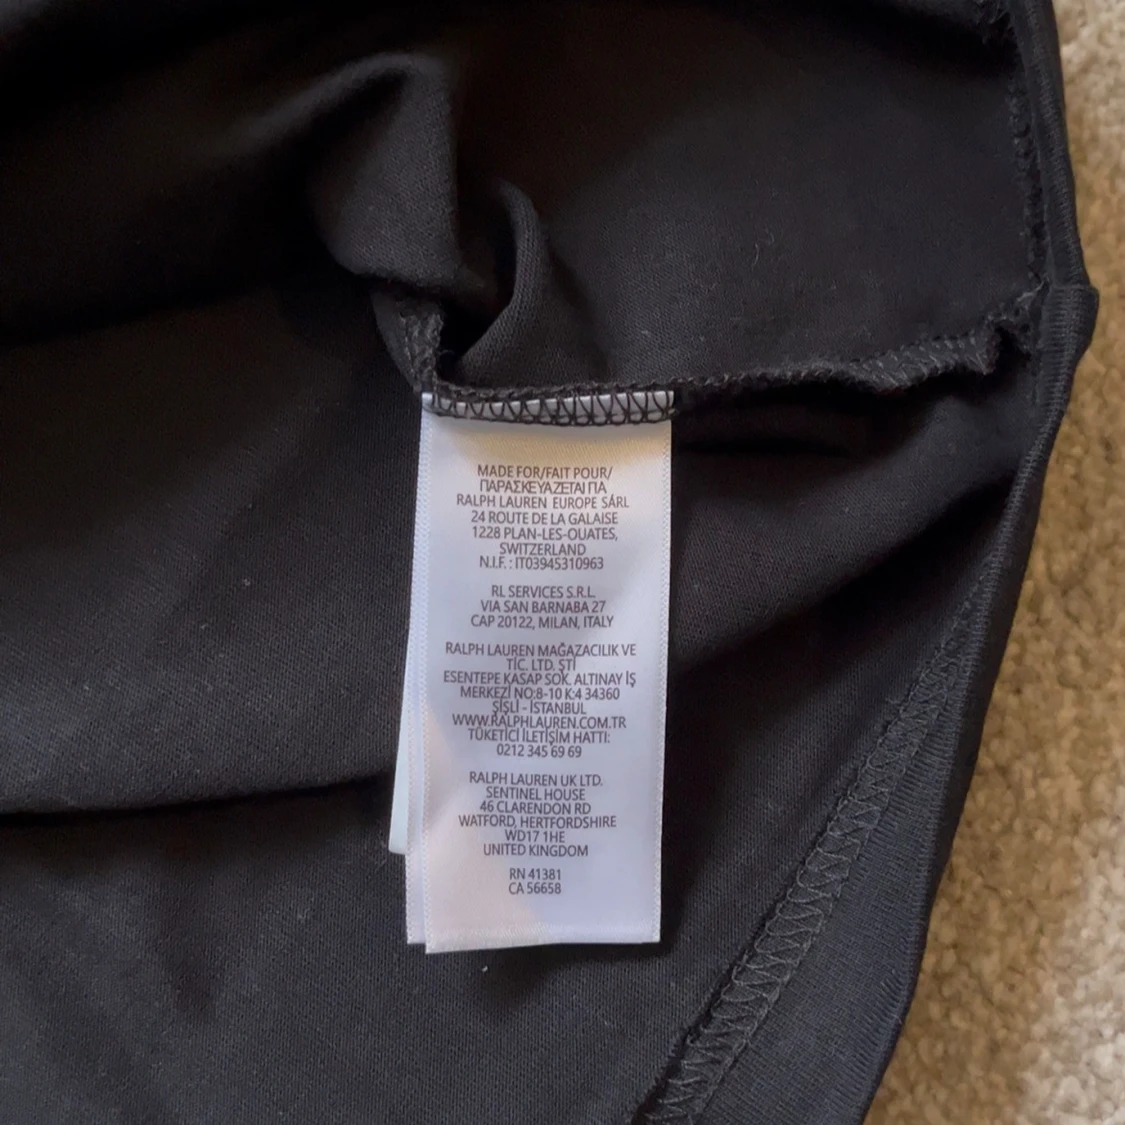 MADE FOR/FAIT POUR/
ΠΑΡΑΣΚΕΥΑΖΕΤΑΙ ΓΙΑ
RALPH LAUREN EUROPE SÁRL
24 ROUTE DE LA GALAISE
1228 PLAN-LES-OUATES,
SWITZERLAND
N.I.F. : IT03945310963
RL SERVICES S.R.L.
VIA SAN BARNABA 27
CAP 20122, MILAN, ITALY
RALPH LAUREN MAĞAZACILIK VE
TİC. LTD. ŞTİ
ESENTEPE KASAP SOK. ALTINAY İŞ
MERKEZİ NO:8-10 K:4 34360
ŞİŞLİ - İSTANBUL
WWW.RALPHLAUREN.COM.TR
TÜKETİCİ İLETİŞİM HATTI:
0212 345 69 69
RALPH LAUREN UK LTD.
SENTINEL HOUSE
46 CLARENDON RD
WATFORD, HERTFORDSHIRE
WD17 1HE
UNITED KINGDOM
RN 41381
CA 56658